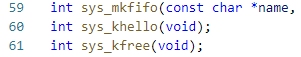 59 int sys_mkfifo(const char *name,
60 int sys_khello(void);
61 int sys_kfree(void);